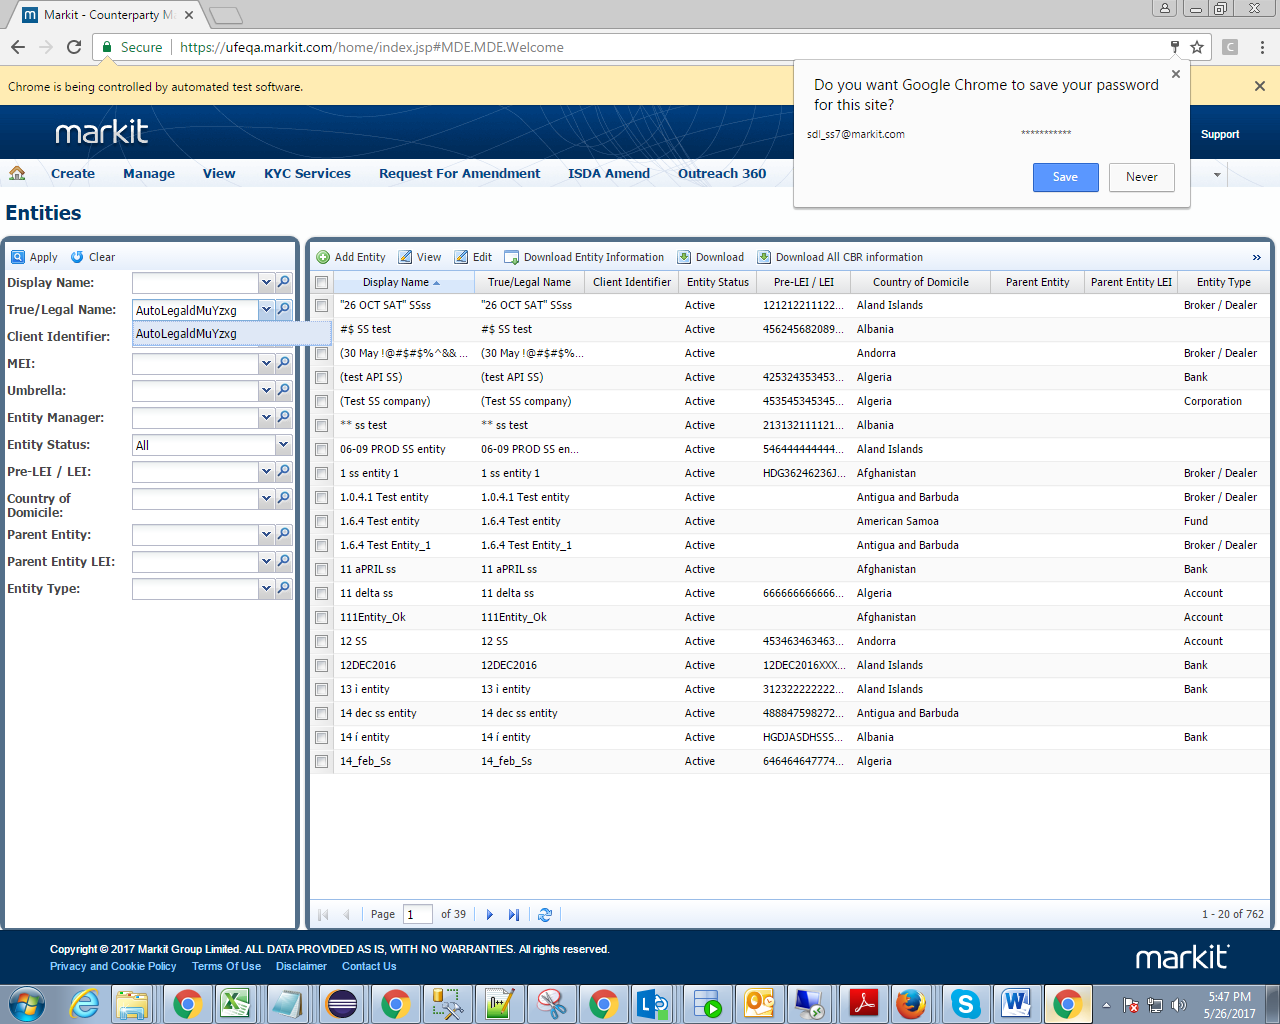 Markit - Counterparty M
Secure https://ufeqa.markit.com/home/index.jsp#MDE.MDE.Welcome
Chrome is being controlled by automated test software.
Do you want Google Chrome to save your password
for this site?
sdl_ss7@markit.com ***********
Save Never
markit
Support
Create Manage View KYC Services Request For Amendment ISDA Amend Outreach 360
Entities
Apply Clear
Display Name:
True/Legal Name: AutoLegaldMuYzxg
AutoLegaldMuYzxg
Client Identifier:
MEI:
Umbrella:
Entity Manager:
Entity Status: All
Pre-LEI / LEI:
Country of
Domicile:
Parent Entity:
Parent Entity LEI:
Entity Type:
Add Entity View Edit Download Entity Information Download Download All CBR information »
Display Name True/Legal Name Client Identifier Entity Status Pre-LEI / LEI Country of Domicile Parent Entity Parent Entity LEI Entity Type
"26 OCT SAT" SSss "26 OCT SAT" SSss Active 121212211122... Aland Islands Broker / Dealer
#$ SS test #$ SS test Active 456245682089... Albania
(30 May !@#$#$%^&& ... (30 May !@#$#$%... Active Andorra Broker / Dealer
(test API SS) (test API SS) Active 425324353453... Algeria Bank
(Test SS company) (Test SS company) Active 453545345345... Algeria Corporation
** ss test ** ss test Active 213132111121... Albania
06-09 PROD SS entity 06-09 PROD SS en... Active 546444444444... Aland Islands
1 ss entity 1 1 ss entity 1 Active HDG36246236J... Afghanistan Broker / Dealer
1.0.4.1 Test entity 1.0.4.1 Test entity Active Antigua and Barbuda Broker / Dealer
1.6.4 Test entity 1.6.4 Test entity Active American Samoa Fund
1.6.4 Test Entity_1 1.6.4 Test Entity_1 Active Antigua and Barbuda Broker / Dealer
11 aPRIL ss 11 aPRIL ss Active Afghanistan Bank
11 delta ss 11 delta ss Active 666666666666... Algeria Account
111Entity_Ok 111Entity_Ok Active Afghanistan Account
12 SS 12 SS Active 453463463463... Andorra Account
12DEC2016 12DEC2016 Active 12DEC2016XXX... Aland Islands Bank
13 i entity 13 i entity Active 312322222222... Aland Islands Bank
14 dec ss entity 14 dec ss entity Active 488847598272... Antigua and Barbuda
14 í entity 14 í entity Active HGDJASDHSSS... Albania Bank
14_feb_Ss 14_feb_Ss Active 646464647774... Algeria
Page 1 of 39 1 - 20 of 762
Copyright © 2017 Markit Group Limited. ALL DATA PROVIDED AS IS, WITH NO WARRANTIES. All rights reserved.
Privacy and Cookie Policy Terms Of Use Disclaimer Contact Us
markit
5:47 PM
5/26/2017